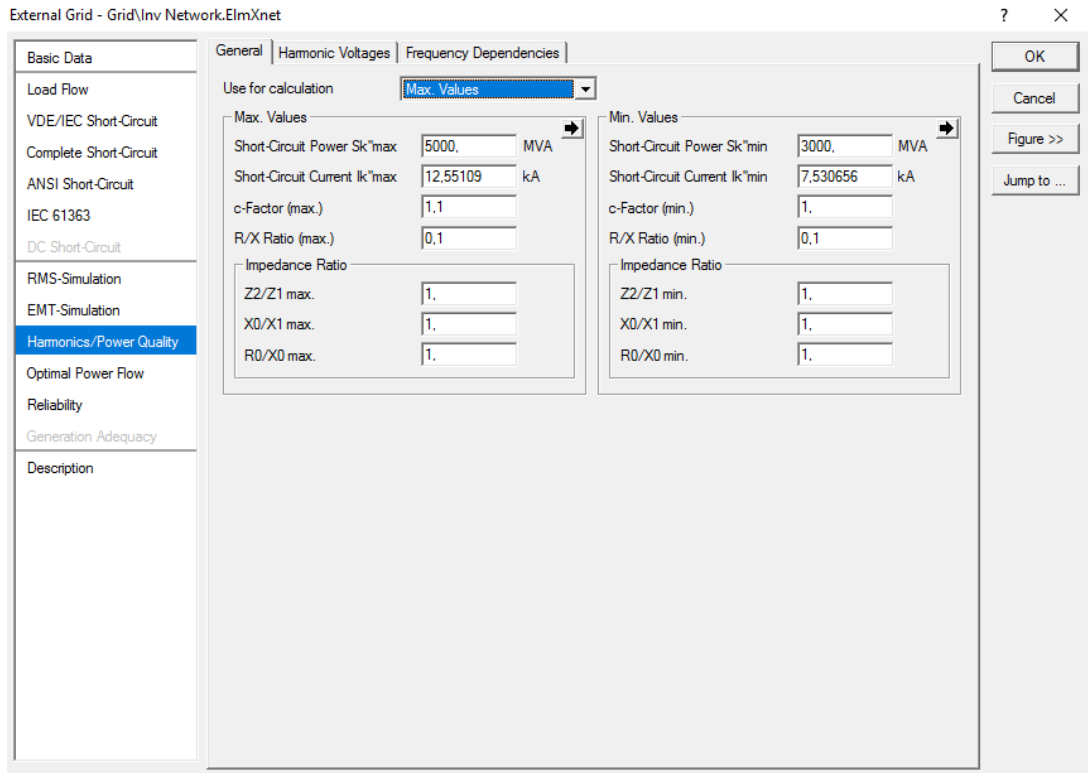 External Grid - Grid\Inv Network.ElmXnet
?
Basic Data
Load Flow
VDE/IEC Short-Circuit
Complete Short-Circuit
ANSI Short-Circuit
IEC 61363
DC Short-Circuit
RMS-Simulation
EMT-Simulation
Harmonics/Power Quality
Optimal Power Flow
Reliability
Generation Adequacy
Description
General Harmonic Voltages Frequency Dependencies
Use for calculation Max. Values
Max. Values
Short-Circuit Power Sk"max 5000, MVA
Short-Circuit Current Ik"max 12,55109 kA
c-Factor (max.) 1,1
R/X Ratio (max.) 0,1
Impedance Ratio
Z2/Z1 max. 1,
X0/X1 max. 1,
R0/X0 max. 1,
Min. Values
Short-Circuit Power Sk"min 3000, MVA
Short-Circuit Current Ik"min 7,530656 kA
c-Factor (min.) 1,
R/X Ratio (min.) 0,1
Impedance Ratio
Z2/Z1 min. 1,
X0/X1 min. 1,
R0/X0 min. 1,
OK
Cancel
Figure >>
Jump to ...